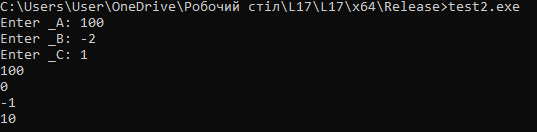 C:\Users\User\OneDrive\Робочий стіл\L17\L17\x64\Release>test2.exe
Enter _A: 100
Enter _B: -2
Enter _C: 1
100
0
-1
10